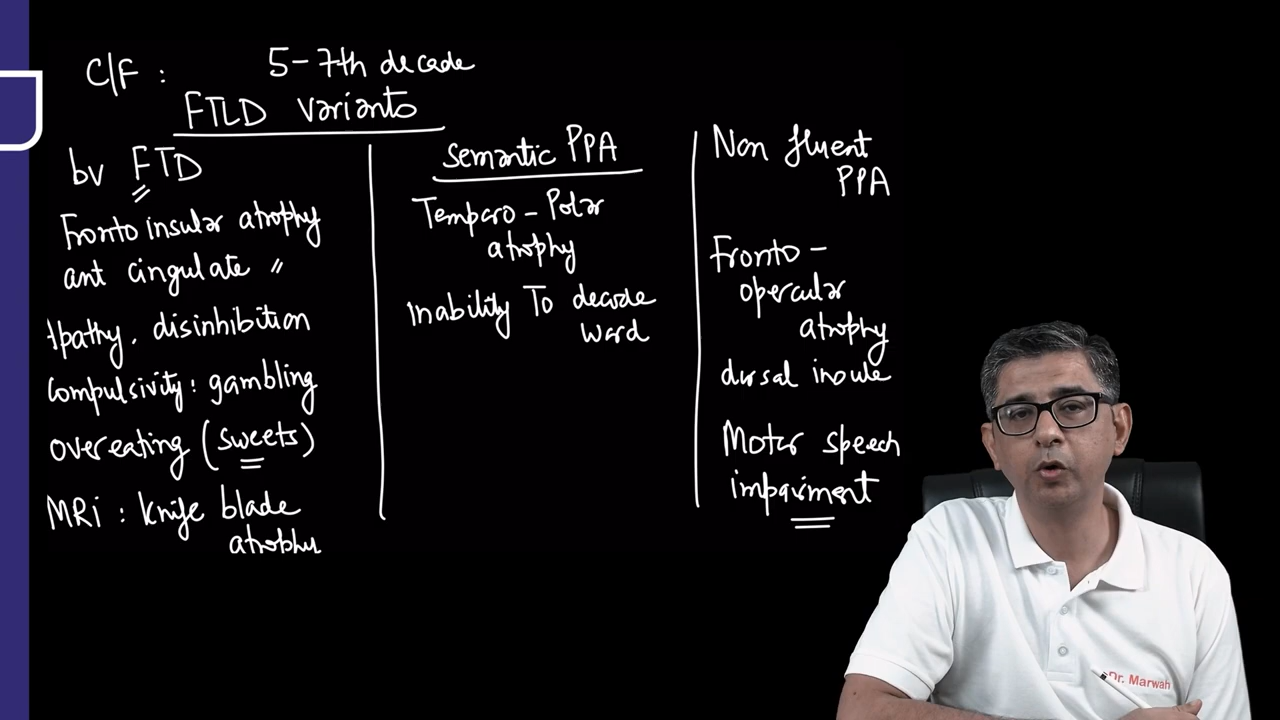 C/F : 5-7th decade
FTLD variants
bv FTD
Fronto insular atrophy
ant cingulate "
Apathy, disinhibition
Compulsivity: gambling
overeating (sweets)
MRi : knife blade
atrophy
semantic PPA
Temparo-Polar
atrophy
inability To decode
word
Non fluent
PPA
Fronto-
opercular
atrophy
dorsal insule
Motor speech
impairment
Dr. Marwah